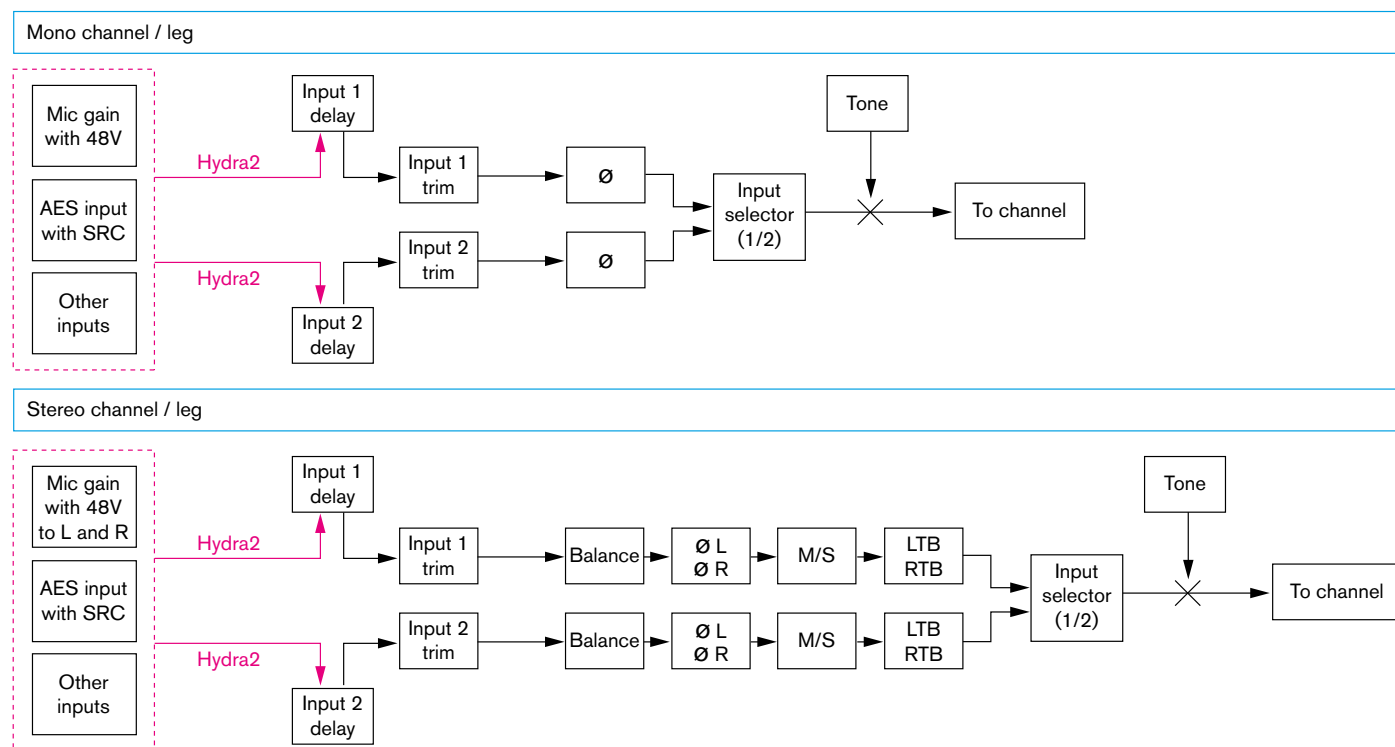 Mono channel / leg
Mic gain
with 48V
AES input
with SRC
Other
inputs
Hydra2
Hydra2
Input 1
delay
Input 2
delay
Input 1
trim
Input 2
trim
Ø
Ø
Input
selector
(1/2)
Tone
To channel
Stereo channel / leg
Mic gain
with 48V
to L and R
AES input
with SRC
Other
inputs
Hydra2
Hydra2
Input 1
delay
Input 2
delay
Input 1
trim
Balance
Ø L
Ø R
M/S
LTB
RTB
Input 2
trim
Balance
Ø L
Ø R
M/S
LTB
RTB
Input
selector
(1/2)
Tone
To channel